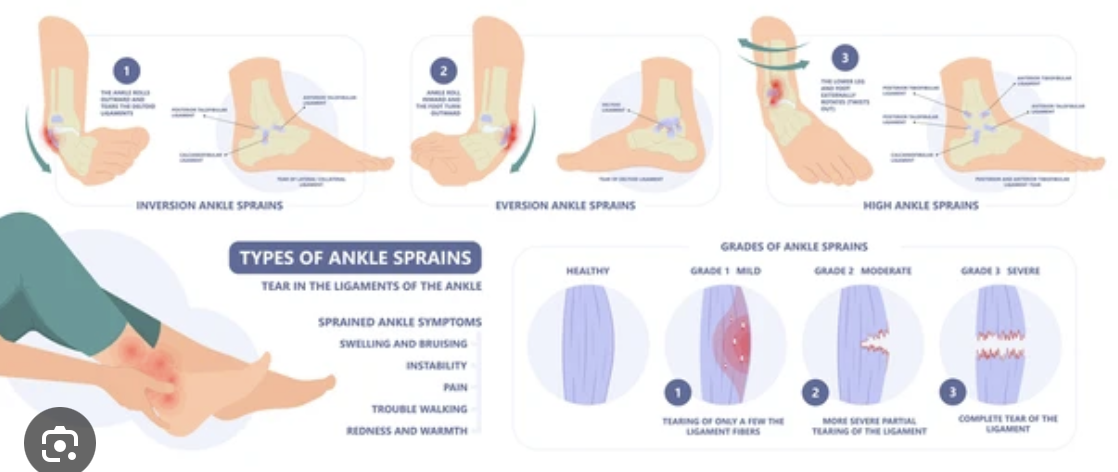 1
THE ANKLE ROLLS
OUTWARD AND
TEARS THE DELTOID
LIGAMENTS
POSTERIOR TALOFIBULAR
LIGAMENT
ANTERIOR TALOFIBULAR
LIGAMENT
CALCANEOFIBULAR
LIGAMENT
TEAR OF LATERAL COLLATERAL
LIGAMENT
INVERSION ANKLE SPRAINS
2
ANKLE ROLL
INWARD AND
THE FOOT TURN
OUTWARD
DELTOID
LIGAMENT
TEAR OF DELTOID LIGAMENT
EVERSION ANKLE SPRAINS
3
THE LOWER LEG
AND FOOT
EXTERNALLY
ROTATES (TWISTS
OUT)
POSTERIOR TIBIOFIBULAR
LIGAMENT
POSTERIOR TALOFIBULAR
LIGAMENT
ANTERIOR TIBIOFIBULAR
LIGAMENT
ANTERIOR TALOFIBULAR
LIGAMENT
CALCANEOFIBULAR
LIGAMENT
POSTERIOR AND ANTERIOR TIBIOFIBULAR
LIGAMENT TEAR
HIGH ANKLE SPRAINS
TYPES OF ANKLE SPRAINS
TEAR IN THE LIGAMENTS OF THE ANKLE
SPRAINED ANKLE SYMPTOMS
SWELLING AND BRUISING
INSTABILITY
PAIN
TROUBLE WALKING
REDNESS AND WARMTH
GRADES OF ANKLE SPRAINS
HEALTHY
GRADE 1 MILD
1
TEARING OF ONLY A FEW THE
LIGAMENT FIBERS
GRADE 2 MODERATE
2
MORE SEVERE PARTIAL
TEARING OF THE LIGAMENT
GRADE 3 SEVERE
3
COMPLETE TEAR OF THE
LIGAMENT